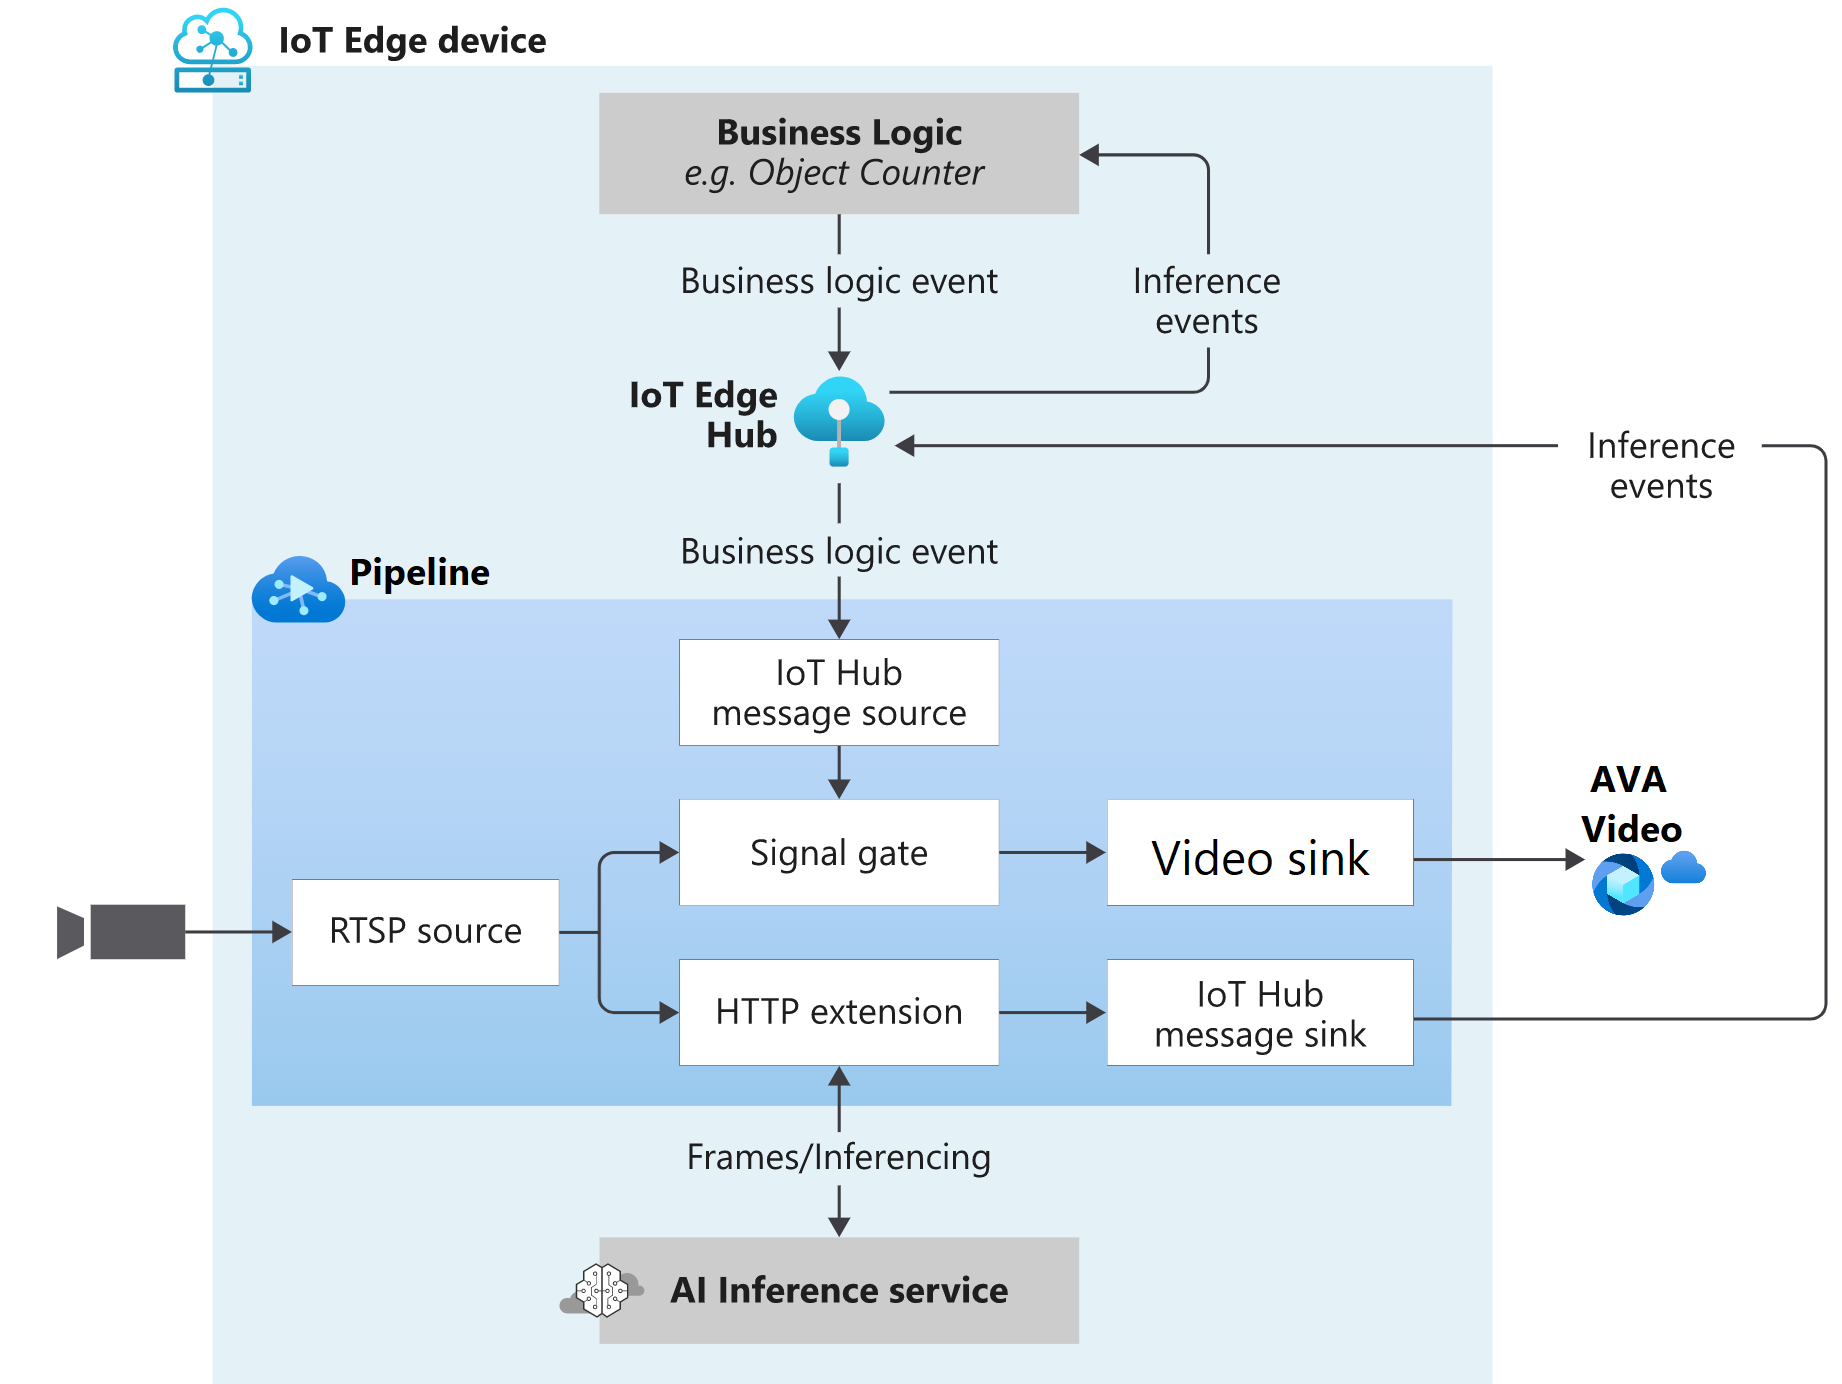 IoT Edge device
Business Logic
e.g. Object Counter
Business logic event
Inference
events
IoT Edge
Hub
Inference
events
Business logic event
Pipeline
IoT Hub
message source
AVA
Video
Signal gate
Video sink
RTSP source
HTTP extension
IoT Hub
message sink
Frames/Inferencing
AI Inference service